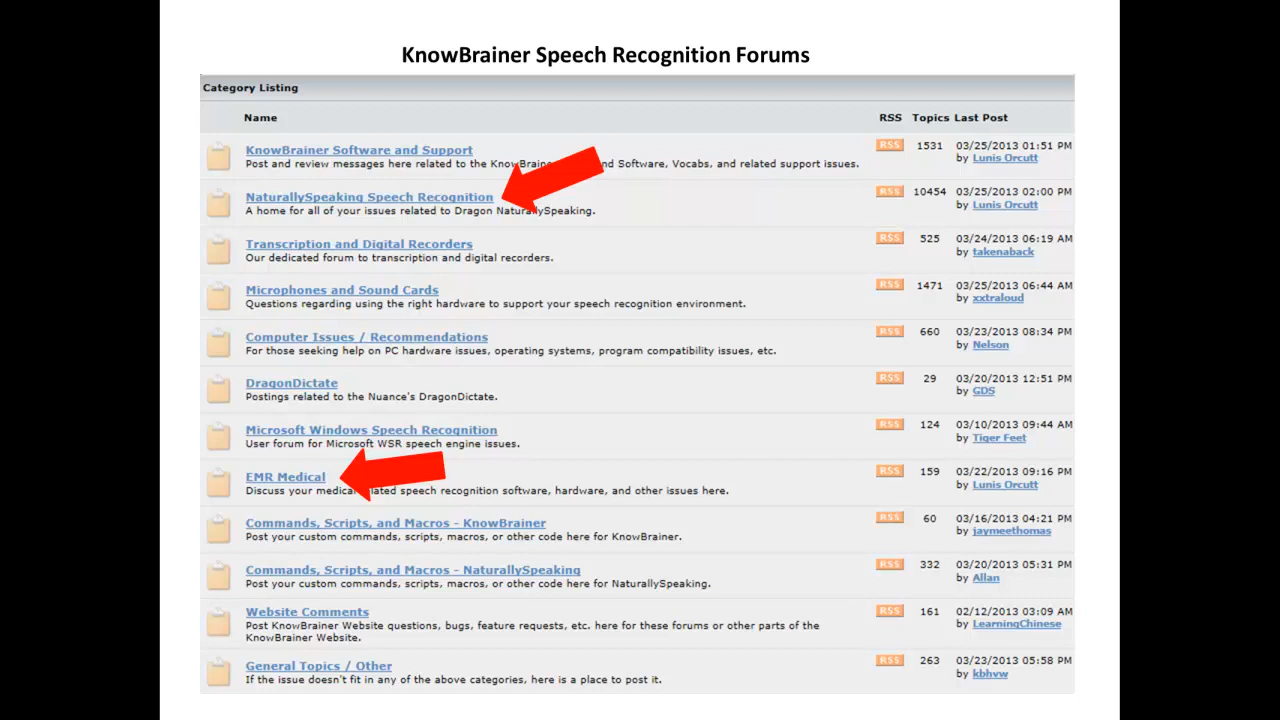 KnowBrainer Speech Recognition Forums
Category Listing
Name RSS Topics Last Post
KnowBrainer Software and Support RSS 1531 03/25/2013 01:51 PM
Post and review messages here related to the KnowBraine nd Software, Vocabs, and related support issues. by Lunis Orcutt
NaturallySpeaking Speech Recognition RSS 10454 03/25/2013 02:00 PM
A home for all of your issues related to Dragon NaturallySpeaking. by Lunis Orcutt
Transcription and Digital Recorders RSS 525 03/24/2013 06:19 AM
Our dedicated forum to transcription and digital recorders. by takenaback
Microphones and Sound Cards RSS 1471 03/25/2013 06:44 AM
Questions regarding using the right hardware to support your speech recognition environment. by xxtraloud
Computer Issues / Recommendations RSS 660 03/23/2013 08:34 PM
For those seeking help on PC hardware issues, operating systems, program compatibility issues, etc. by Nelson
DragonDictate RSS 29 03/20/2013 12:51 PM
Postings related to the Nuance's DragonDictate. by GDS
Microsoft Windows Speech Recognition RSS 124 03/10/2013 09:44 AM
User forum for Microsoft WSR speech engine issues. by Tiger Feet
EMR Medical RSS 159 03/22/2013 09:16 PM
Discuss your medical lated speech recognition software, hardware, and other issues here. by Lunis Orcutt
Commands, Scripts, and Macros - KnowBrainer RSS 60 03/16/2013 04:21 PM
Post your custom commands, scripts, macros, or other code here for KnowBrainer. by jaymeethomas
Commands, Scripts, and Macros - NaturallySpeaking RSS 332 03/20/2013 05:31 PM
Post your custom commands, scripts, macros, or other code here for NaturallySpeaking. by Allan
Website Comments RSS 161 02/12/2013 03:09 AM
Post KnowBrainer Website questions, bugs, feature requests, etc. here for these forums or other parts of the by LearningChinese
KnowBrainer Website.
General Topics / Other RSS 263 03/23/2013 05:58 PM
If the issue doesn't fit in any of the above categories, here is a place to post it. by kbhvw